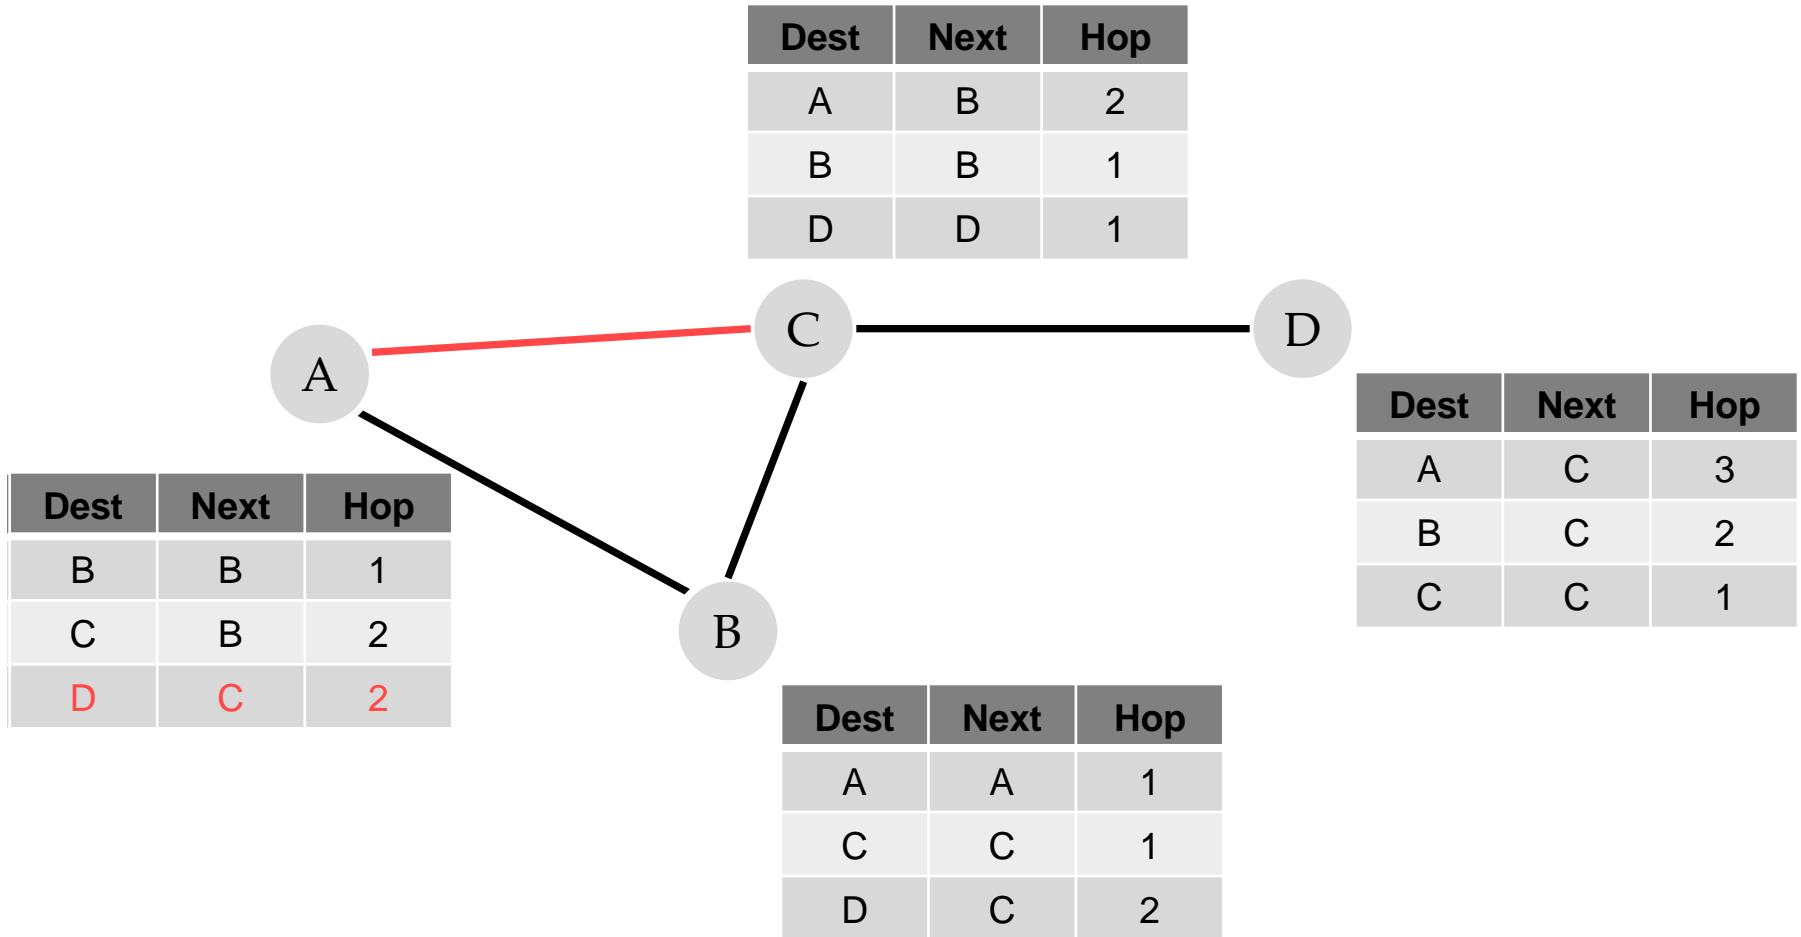 Dest Next Hop
A B 2
B B 1
D D 1
C
D
A
Dest Next Hop
A C 3
B C 2
C C 1
Dest Next Hop
B B 1
C B 2
D C 2
B
Dest Next Hop
A A 1
C C 1
D C 2